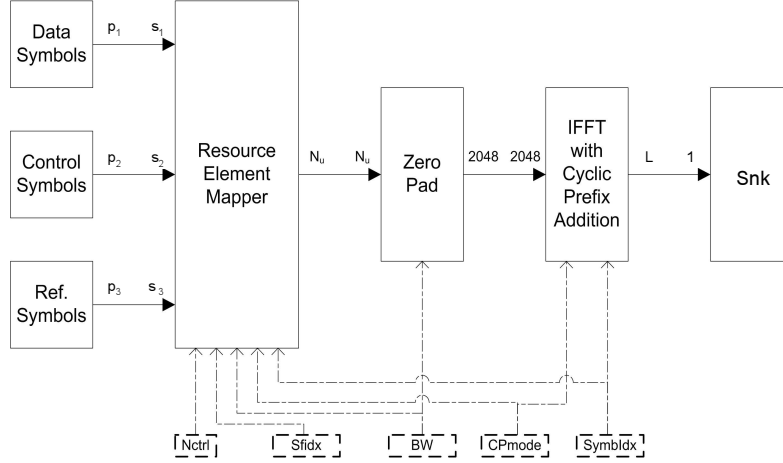 Data
Symbols
p1
s1
Control
Symbols
p2
s2
Ref.
Symbols
p3
s3
Resource
Element
Mapper
Nu
Nu
Zero
Pad
2048
2048
IFFT
with
Cyclic
Prefix
Addition
L
1
Snk
Nctrl
Sfidx
BW
CPmode
SymbIdx